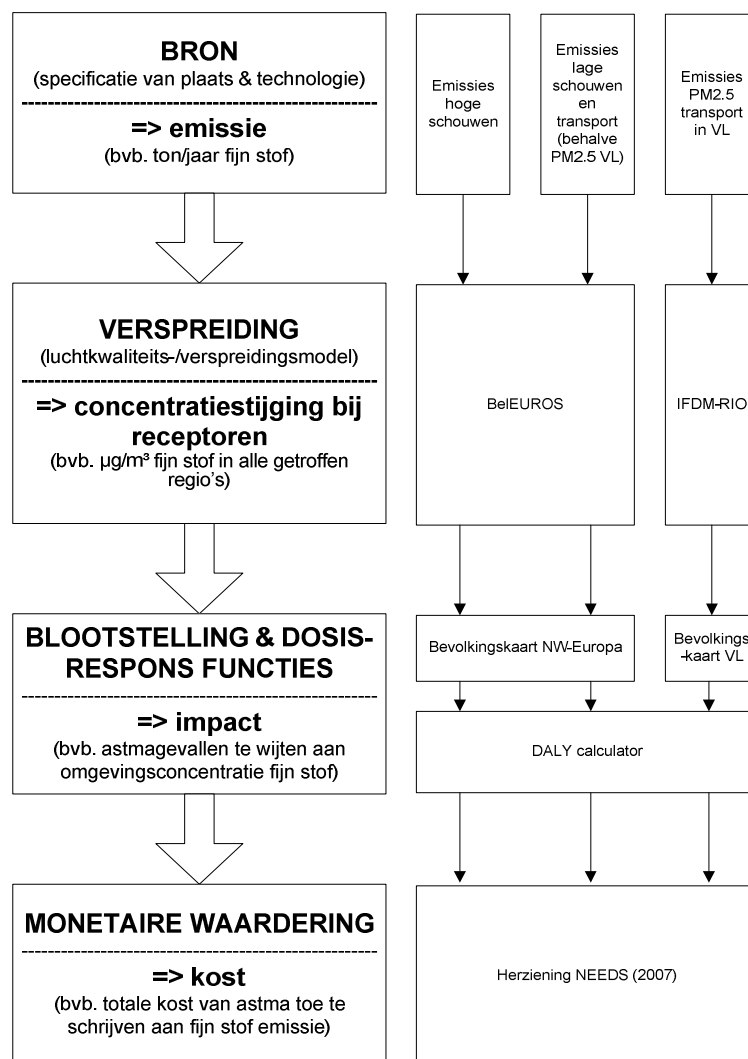 BRON
(specificatie van plaats & technologie)
=> emissie
(bvb. ton/jaar fijn stof)
Emissies
hoge
schouwen
Emissies
lage
schouwen
en
transport
(behalve
PM2.5 VL)
Emissies
PM2.5
transport
in VL
VERSPREIDING
(luchtkwaliteits-/verspreidingsmodel)
=> concentratiestijging bij
receptoren
(bvb. µg/m³ fijn stof in alle getroffen
regio's)
BelEUROS
IFDM-RIO
BLOOTSTELLING & DOSIS-
RESPONS FUNCTIES
=> impact
(bvb. astmagevallen te wijten aan
omgevingsconcentratie fijn stof)
Bevolkingskaart NW-Europa
Bevolkings
-kaart VL
DALY calculator
MONETAIRE WAARDERING
=> kost
(bvb. totale kost van astma toe te
schrijven aan fijn stof emissie)
Herziening NEEDS (2007)